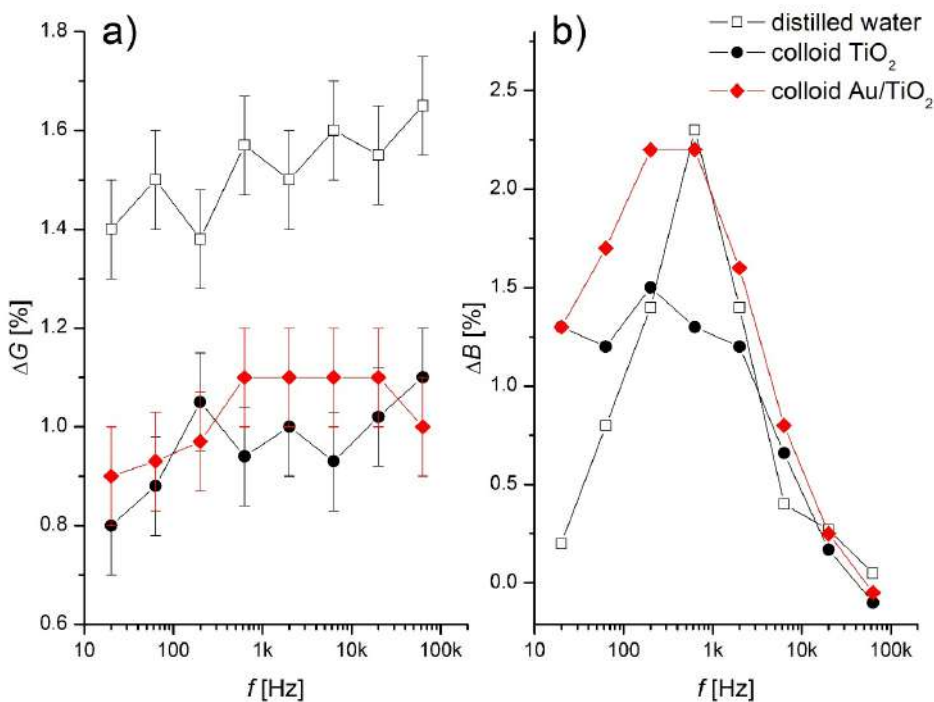 a)
1.8
1.6
1.4
1.2
1.0
0.8
0.6
ΔG [%]
10
100
1k
10k
100k
f [Hz]
b)
distilled water
colloid TiO₂
colloid Au/TiO₂
2.5
2.0
1.5
1.0
0.5
0.0
ΔB [%]
10
100
1k
10k
100k
f [Hz]